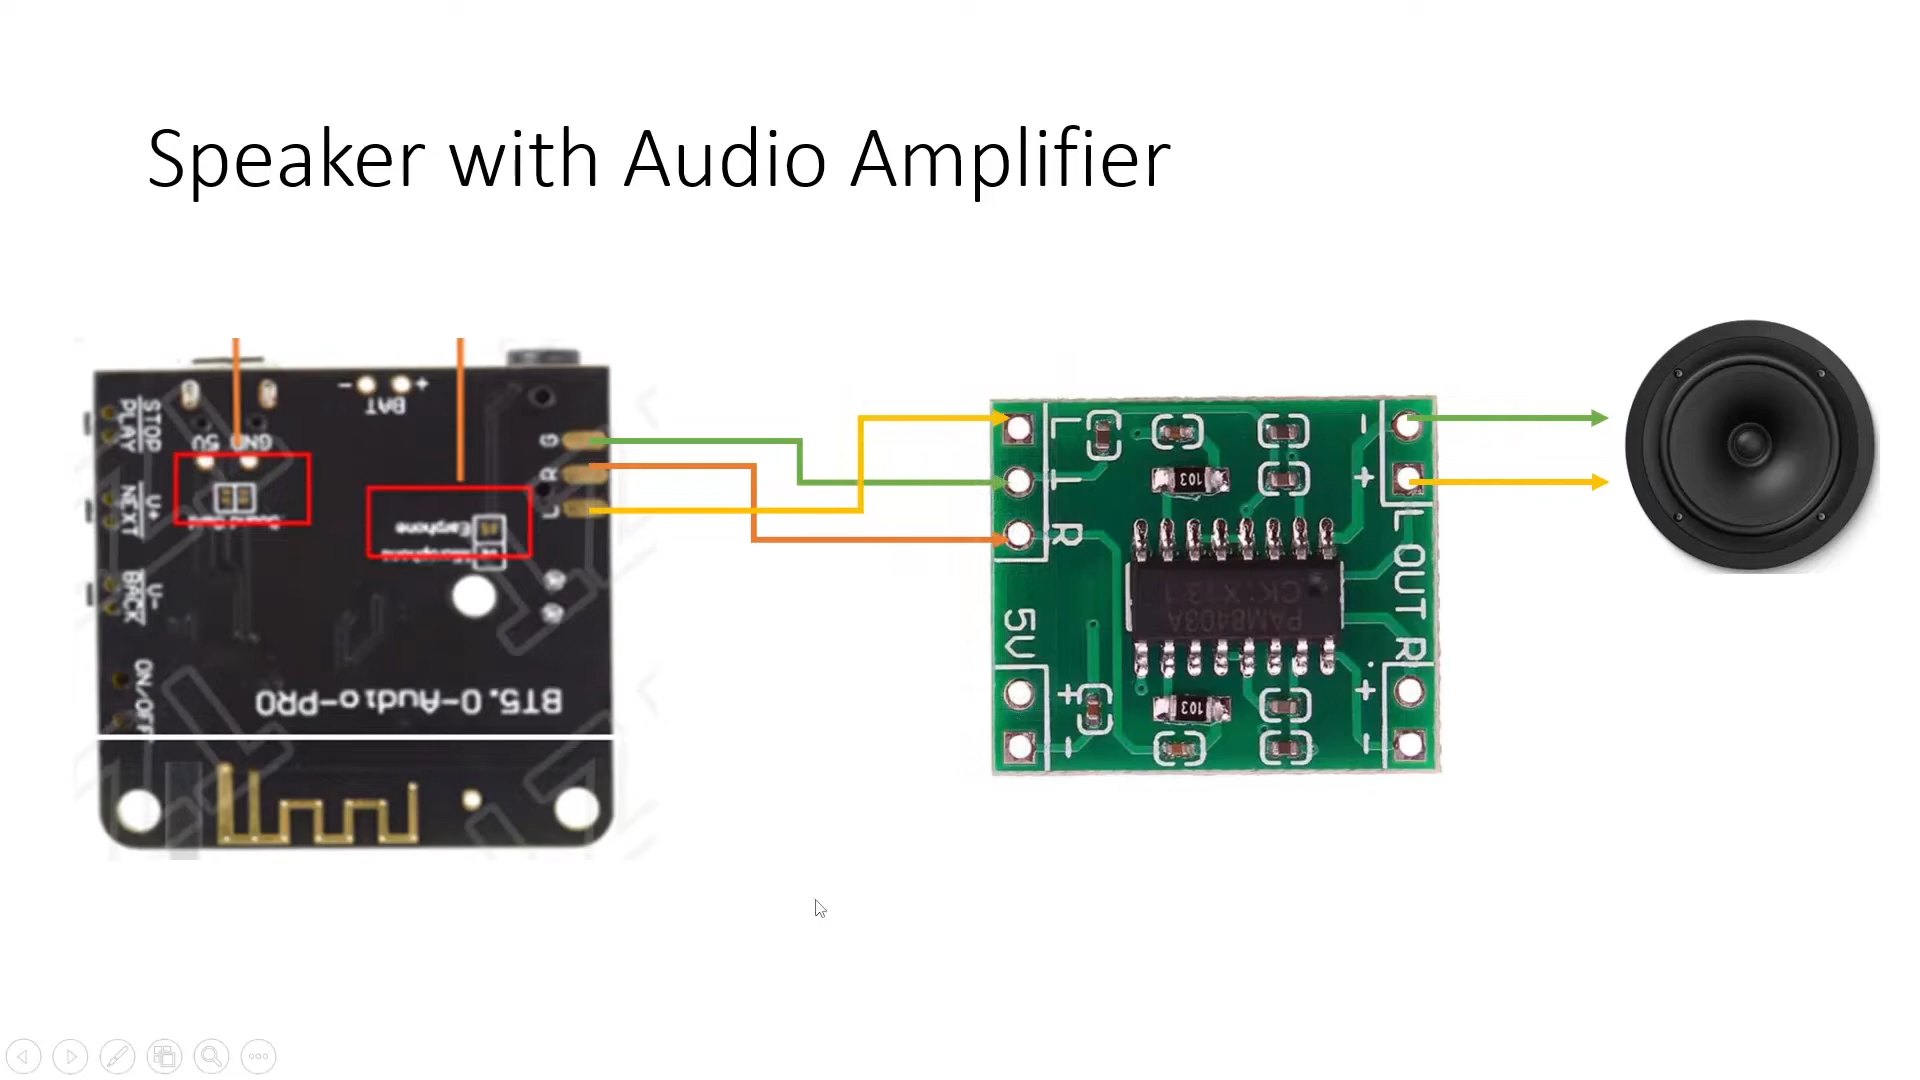 Speaker with Audio Amplifier
- BAT +
STOP
PLAY
5V GND
V+
NEXT
V-
BACK
ON/OFF
G
R
L
Earphone
BT5.0-Audio-PRO
L
⊥
R
5V
+
-
103
PAM8403A
103
-
+
L OUT R
+
-